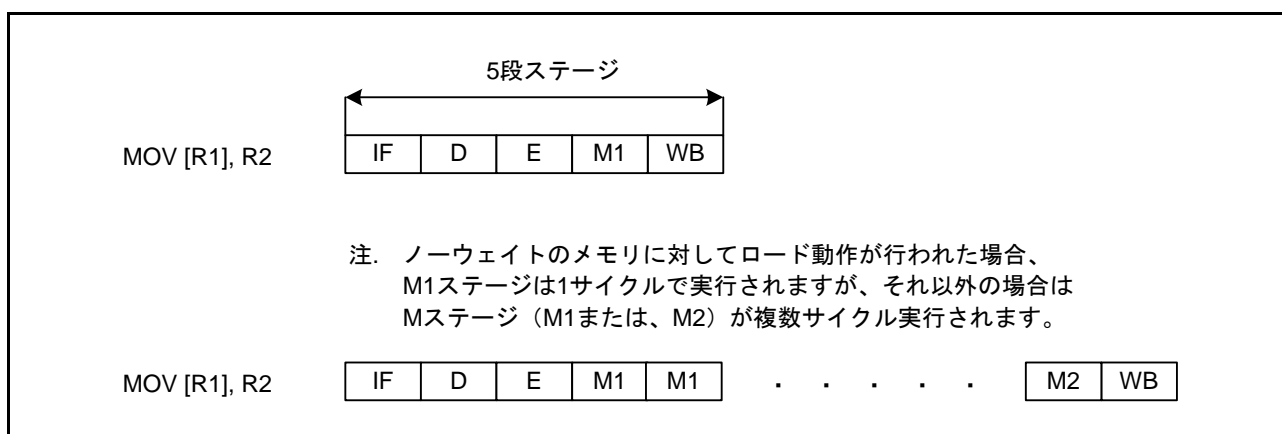 5段ステージ
MOV [R1], R2 IF D E M1 WB
注. ノーウェイトのメモリに対してロード動作が行われた場合、
M1ステージは1サイクルで実行されますが、それ以外の場合は
Mステージ（M1または、M2）が複数サイクル実行されます。
MOV [R1], R2 IF D E M1 M1 ・ ・ ・ ・ ・ M2 WB